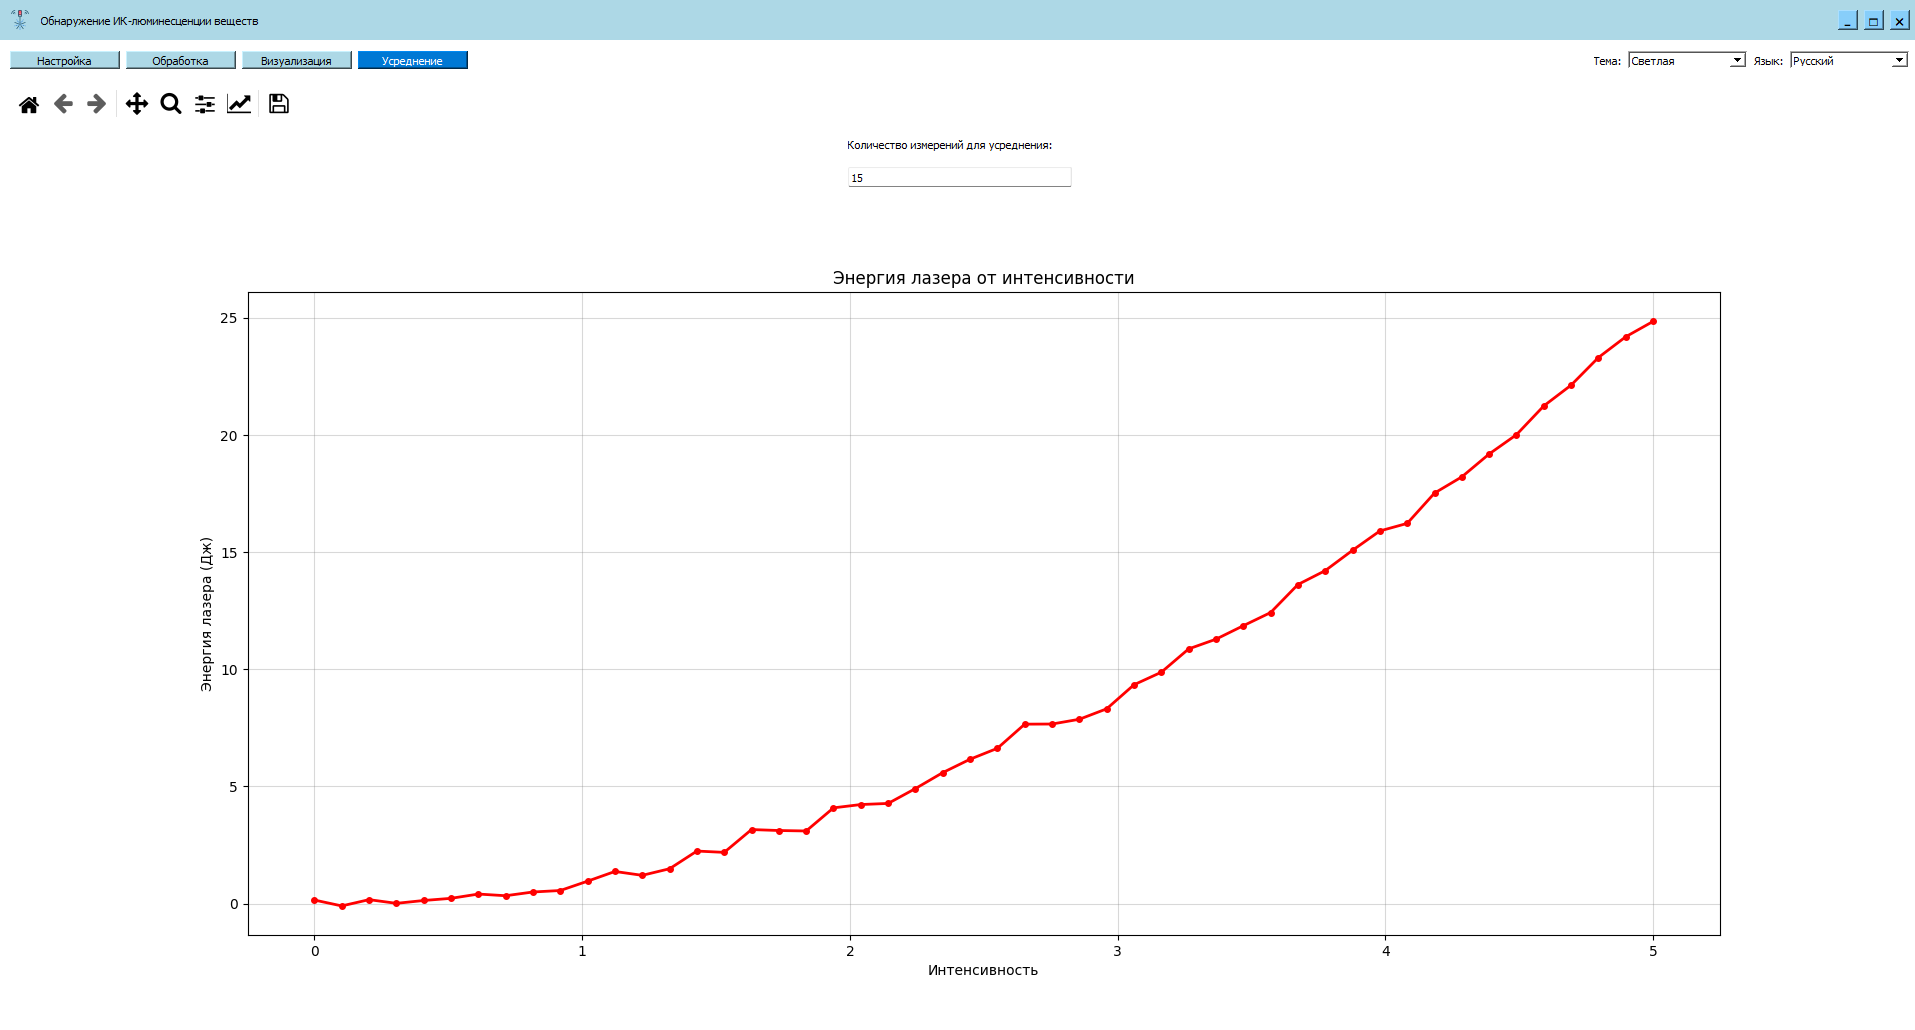 Обнаружение ИК-люминесценции веществ
Настройка Обработка Визуализация Усреднение Тема: Светлая Язык: Русский
Количество измерений для усреднения:
15
Энергия лазера от интенсивности
25
20
15
10
5
0
Энергия лазера (Дж)
0 1 2 3 4 5
Интенсивность